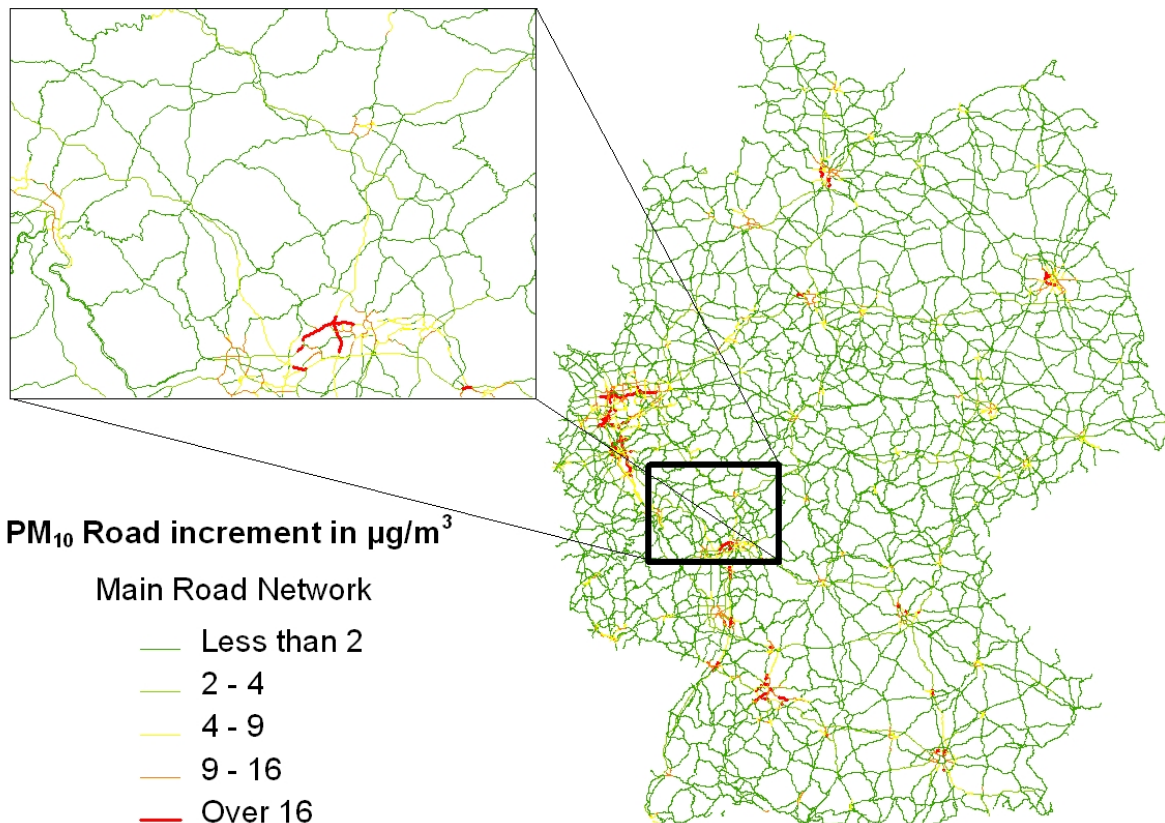 PM₁₀ Road increment in µg/m³
Main Road Network
Less than 2
2 - 4
4 - 9
9 - 16
Over 16